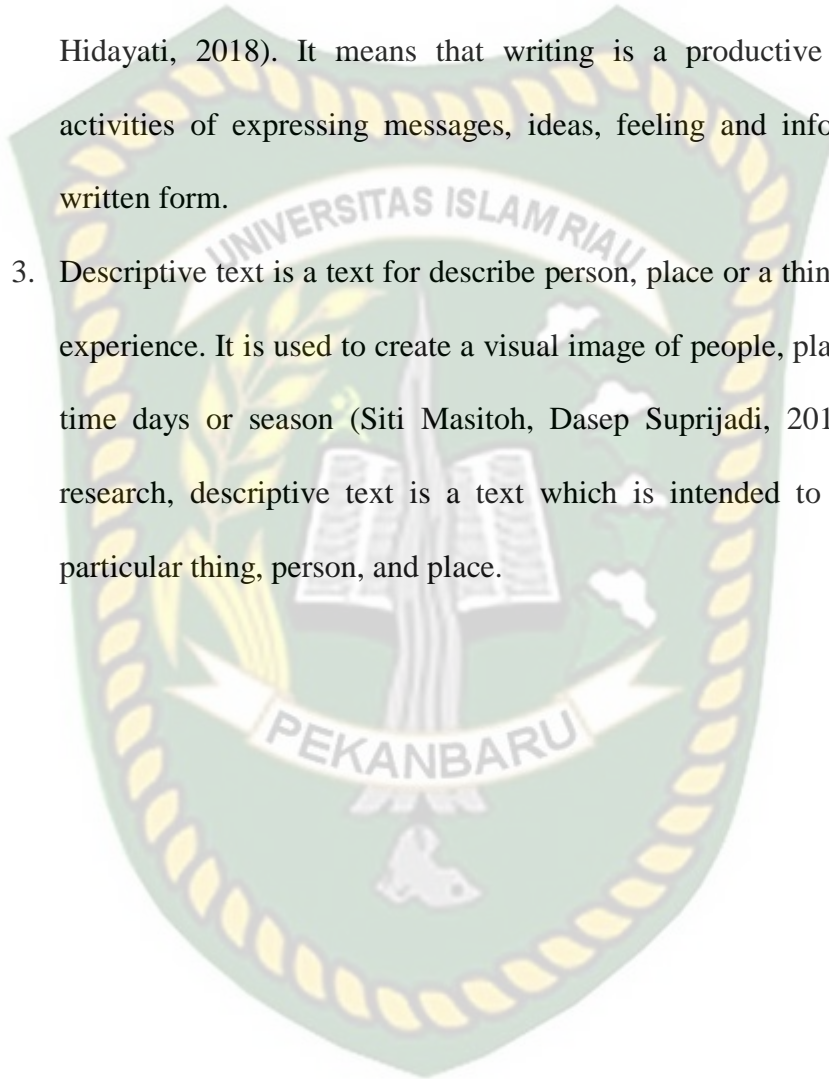 Hidayati, 2018). It means that writing is a productive
activities of expressing messages, ideas, feeling and info
written form.
UNIVERSITAS ISLAM RIAU
3. Descriptive text is a text for describe person, place or a thin
experience. It is used to create a visual image of people, pla
time days or season (Siti Masitoh, Dasep Suprijadi, 201
research, descriptive text is a text which is intended to
particular thing, person, and place.
PEKANBARU